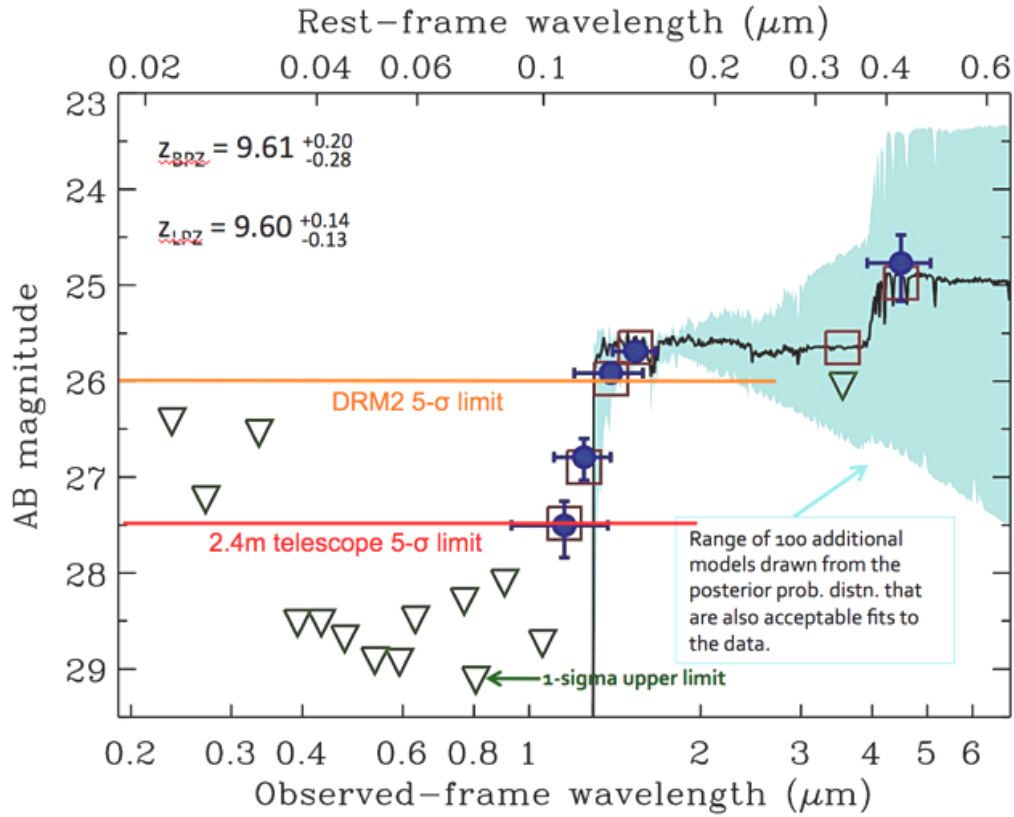 Rest-frame wavelength (μm)
0.02 0.04 0.06 0.1 0.2 0.3 0.4 0.6
23
24
25
26
27
28
29
AB magnitude
z_BPZ = 9.61 +0.20 -0.28
z_LPZ = 9.60 +0.14 -0.13
DRM2 5-σ limit
2.4m telescope 5-σ limit
Range of 100 additional
models drawn from the
posterior prob. distn. that
are also acceptable fits to
the data.
1-sigma upper limit
0.2 0.3 0.4 0.6 0.8 1 2 3 4 5 6
Observed-frame wavelength (μm)